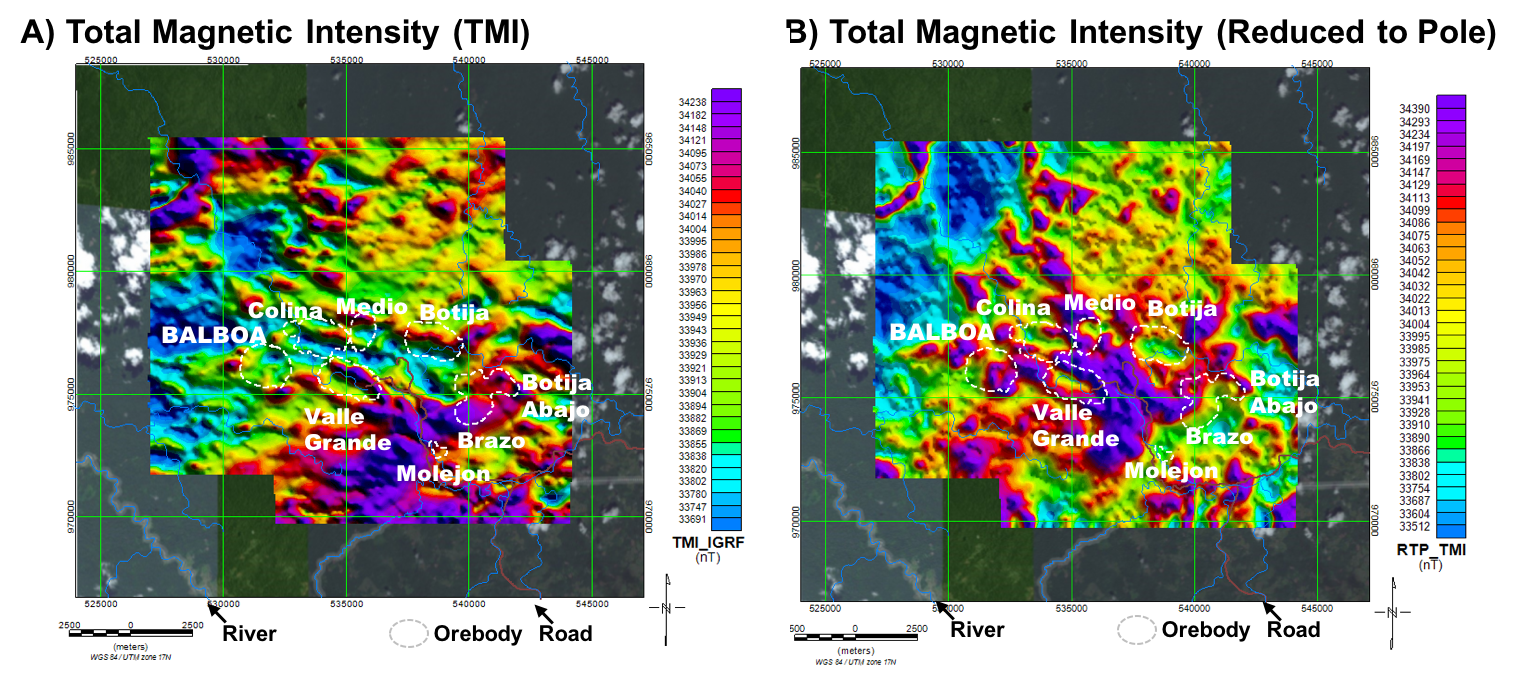 A) Total Magnetic Intensity (TMI)
525000 530000 535000 540000 545000
985000 980000 975000 970000
985000 980000 975000 970000
Colina Medio Botija
BALBOA
Botija
Abajo
Valle
Grande
Brazo
Molejon
525000 530000 535000 540000 545000
34238
34182
34148
34121
34095
34073
34055
34040
34027
34014
34004
33995
33986
33978
33970
33963
33956
33949
33943
33936
33929
33921
33913
33904
33894
33882
33869
33855
33838
33820
33802
33780
33747
33691
TMI_IGRF
(nT)
N
2500 0 2500
(meters)
WGS 84 / UTM zone 17N
River
Orebody
Road
B) Total Magnetic Intensity (Reduced to Pole)
525000 530000 535000 540000 545000
985000 980000 975000 970000
985000 980000 975000 970000
Colina Medio Botija
BALBOA
Botija
Abajo
Valle
Grande
Brazo
Molejon
525000 530000 535000 540000 545000
34390
34293
34234
34197
34169
34147
34129
34113
34099
34086
34075
34063
34052
34042
34032
34022
34013
34004
33995
33985
33975
33964
33953
33941
33928
33910
33890
33866
33838
33802
33754
33687
33604
33512
RTP_TMI
(nT)
N
500 0 2500
(meters)
WGS 84 / UTM zone 17N
River
Orebody
Road